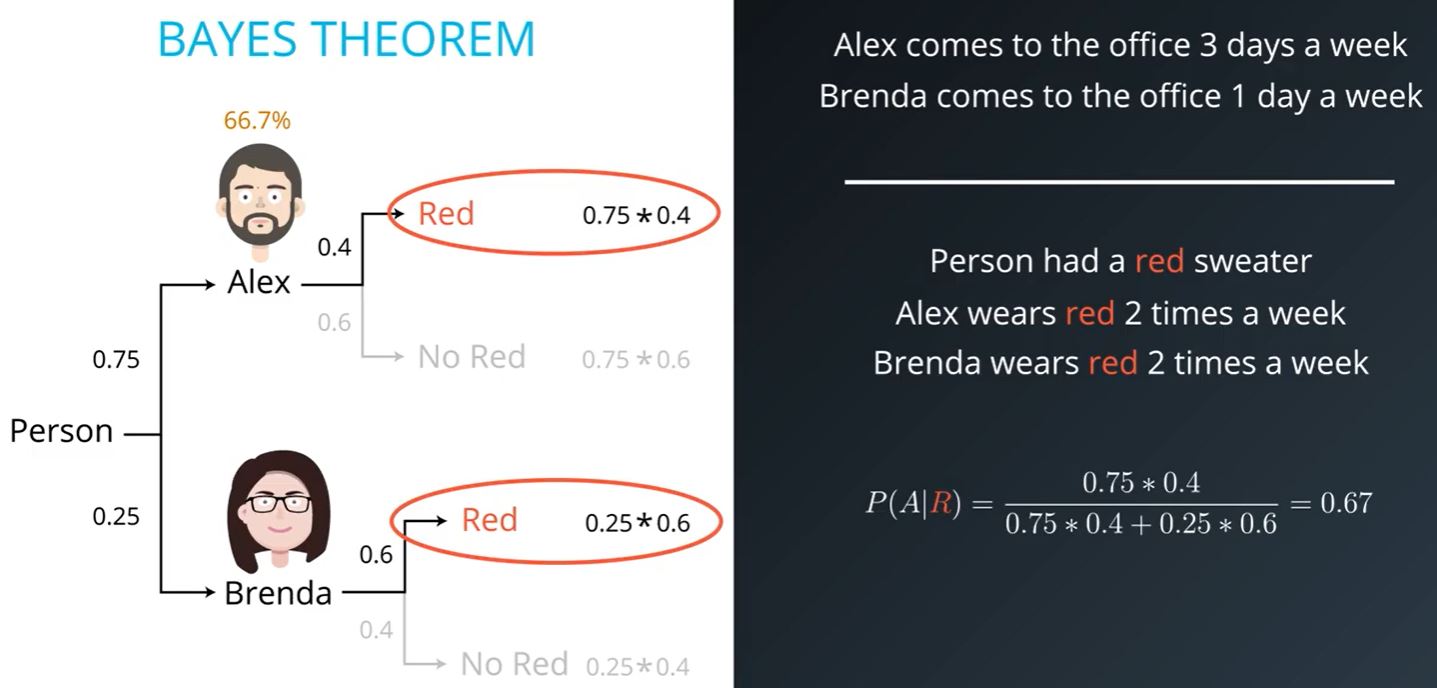 BAYES THEOREM
66.7%
Alex
0.4
Red
0.75 * 0.4
0.6
No Red
0.75 * 0.6
0.75
Person
0.25
Brenda
0.6
Red
0.25 * 0.6
0.4
No Red
0.25 * 0.4
Alex comes to the office 3 days a week
Brenda comes to the office 1 day a week
Person had a red sweater
Alex wears red 2 times a week
Brenda wears red 2 times a week
P(A|R) = 0.75 * 0.4 / 0.75 * 0.4 + 0.25 * 0.6 = 0.67